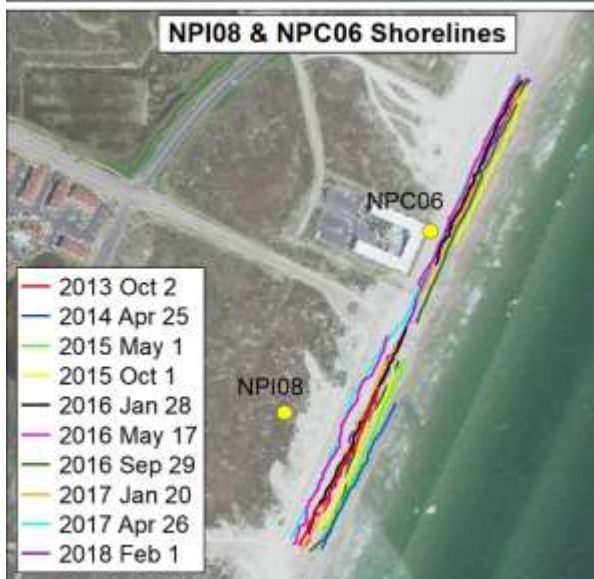 NPI08 & NPC06 Shorelines
NPC06
2013 Oct 2
2014 Apr 25
2015 May 1
2015 Oct 1
2016 Jan 28
2016 May 17
2016 Sep 29
2017 Jan 20
2017 Apr 26
2018 Feb 1
NPI08